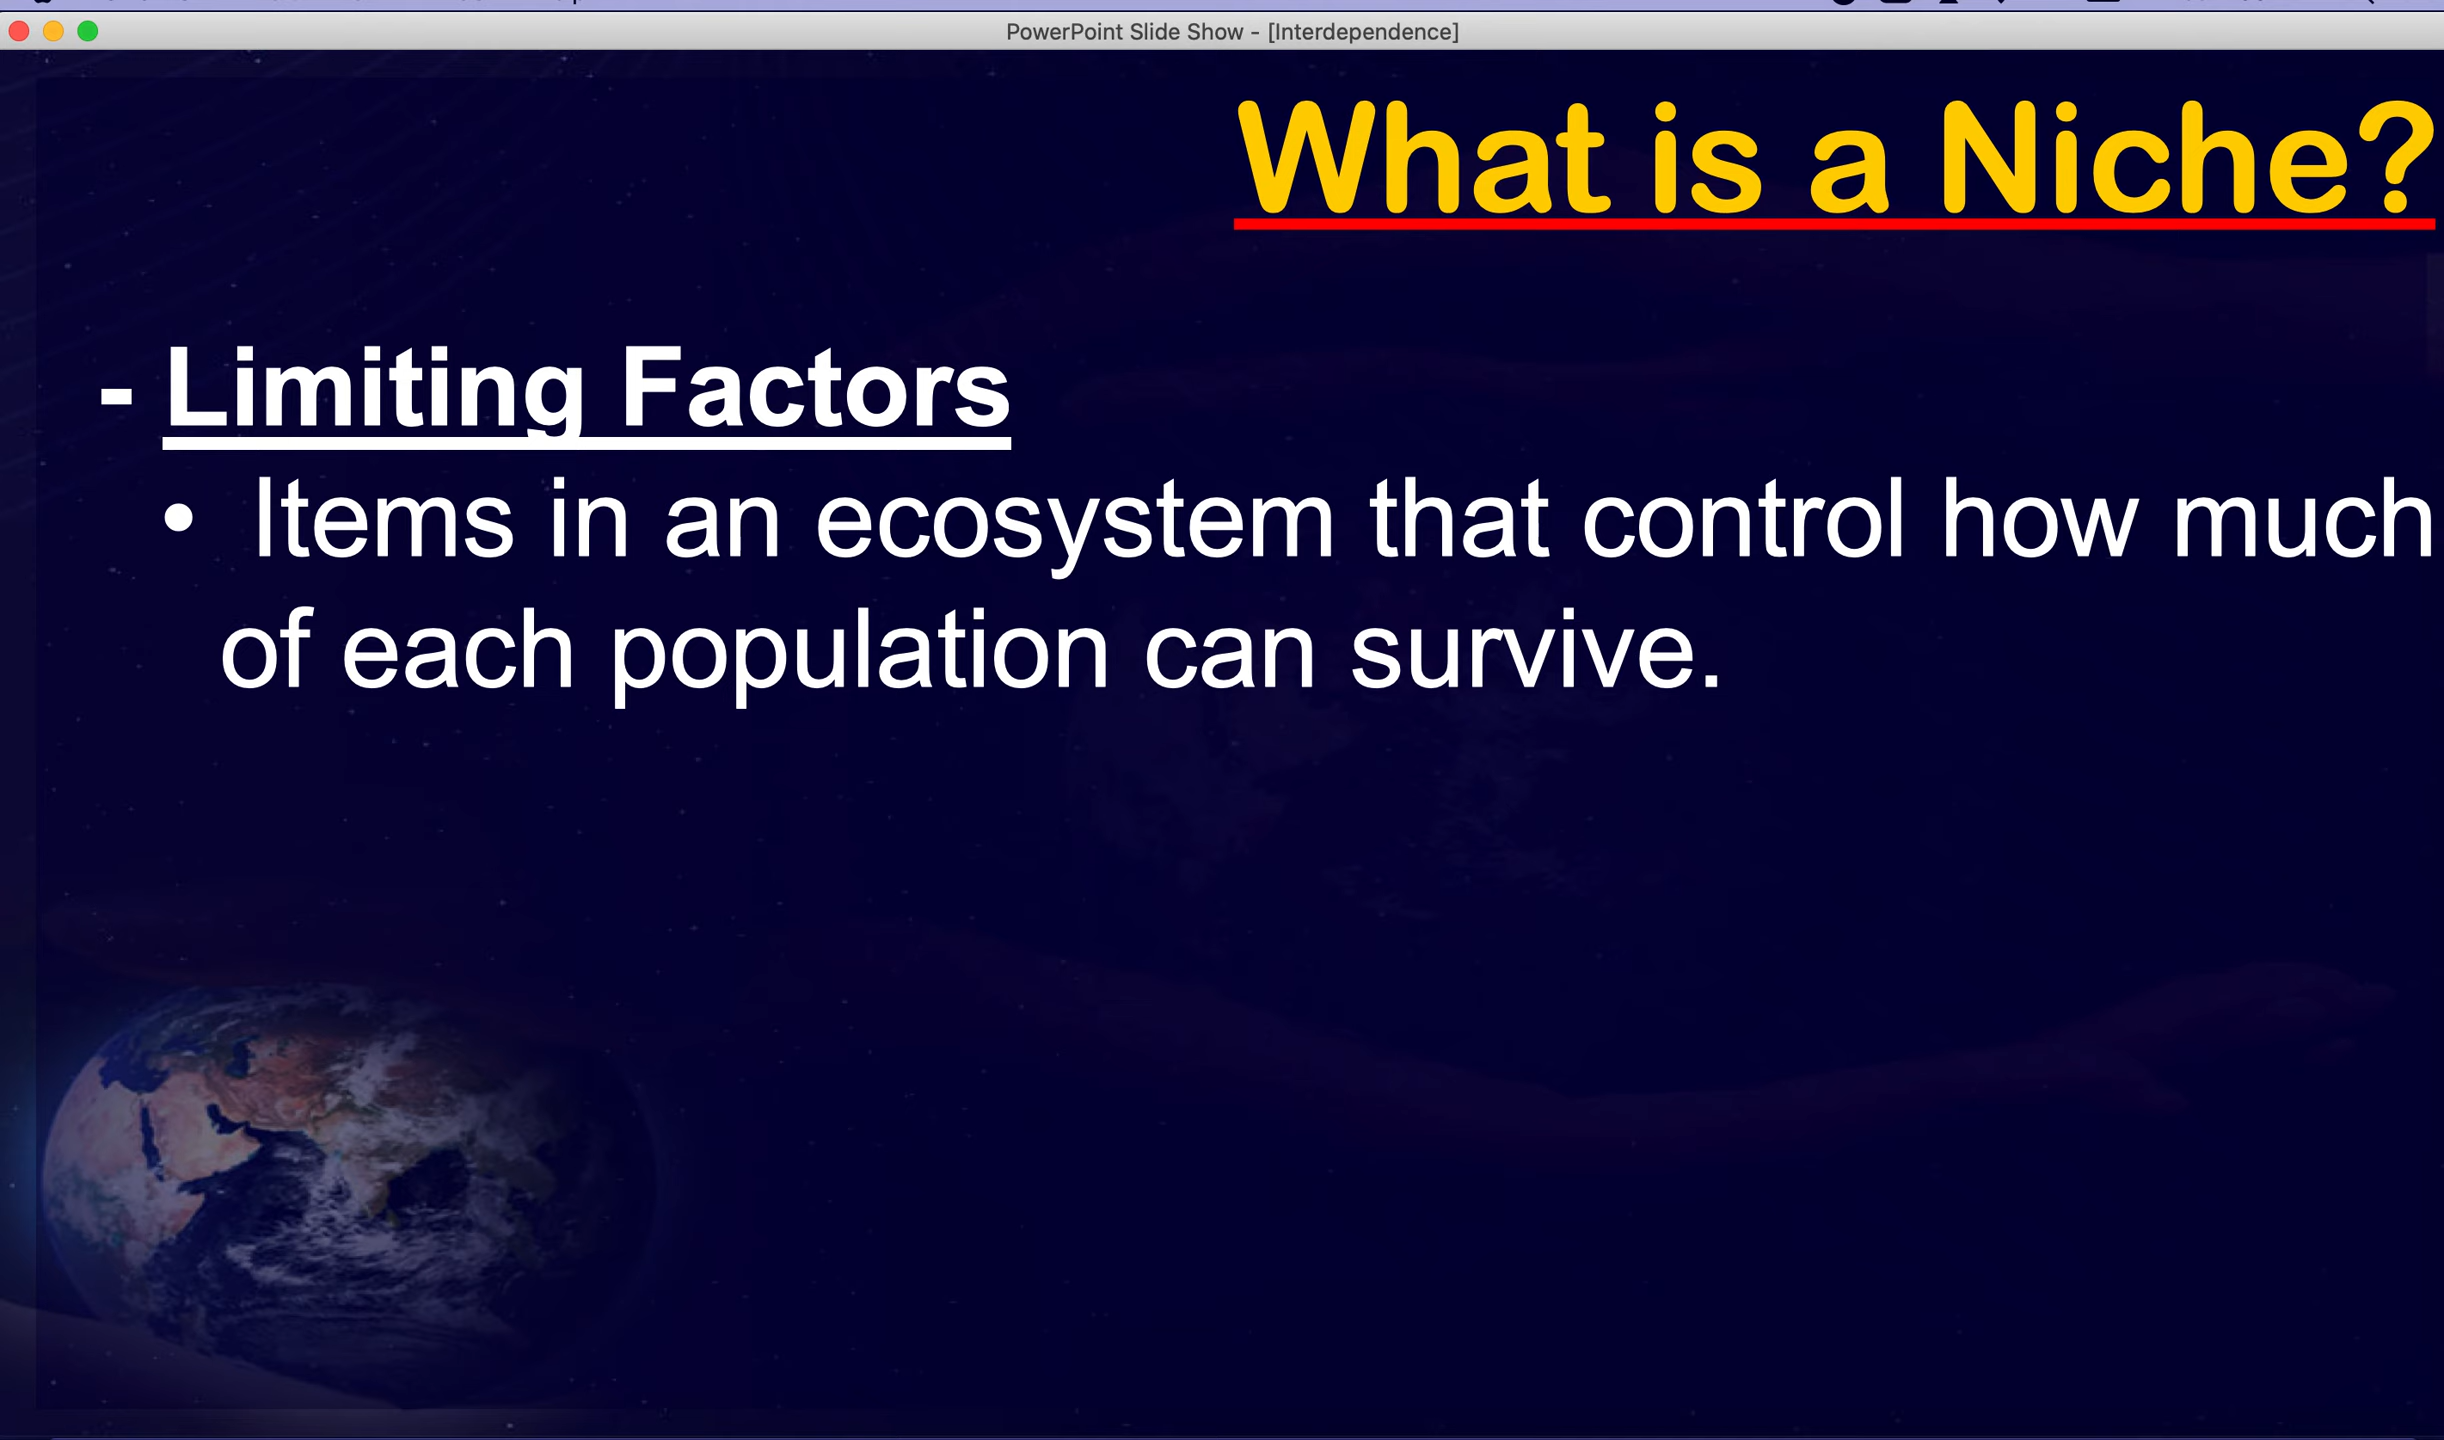 PowerPoint Slide Show - [Interdependence]
What is a Niche?
- Limiting Factors
• Items in an ecosystem that control how much
of each population can survive.